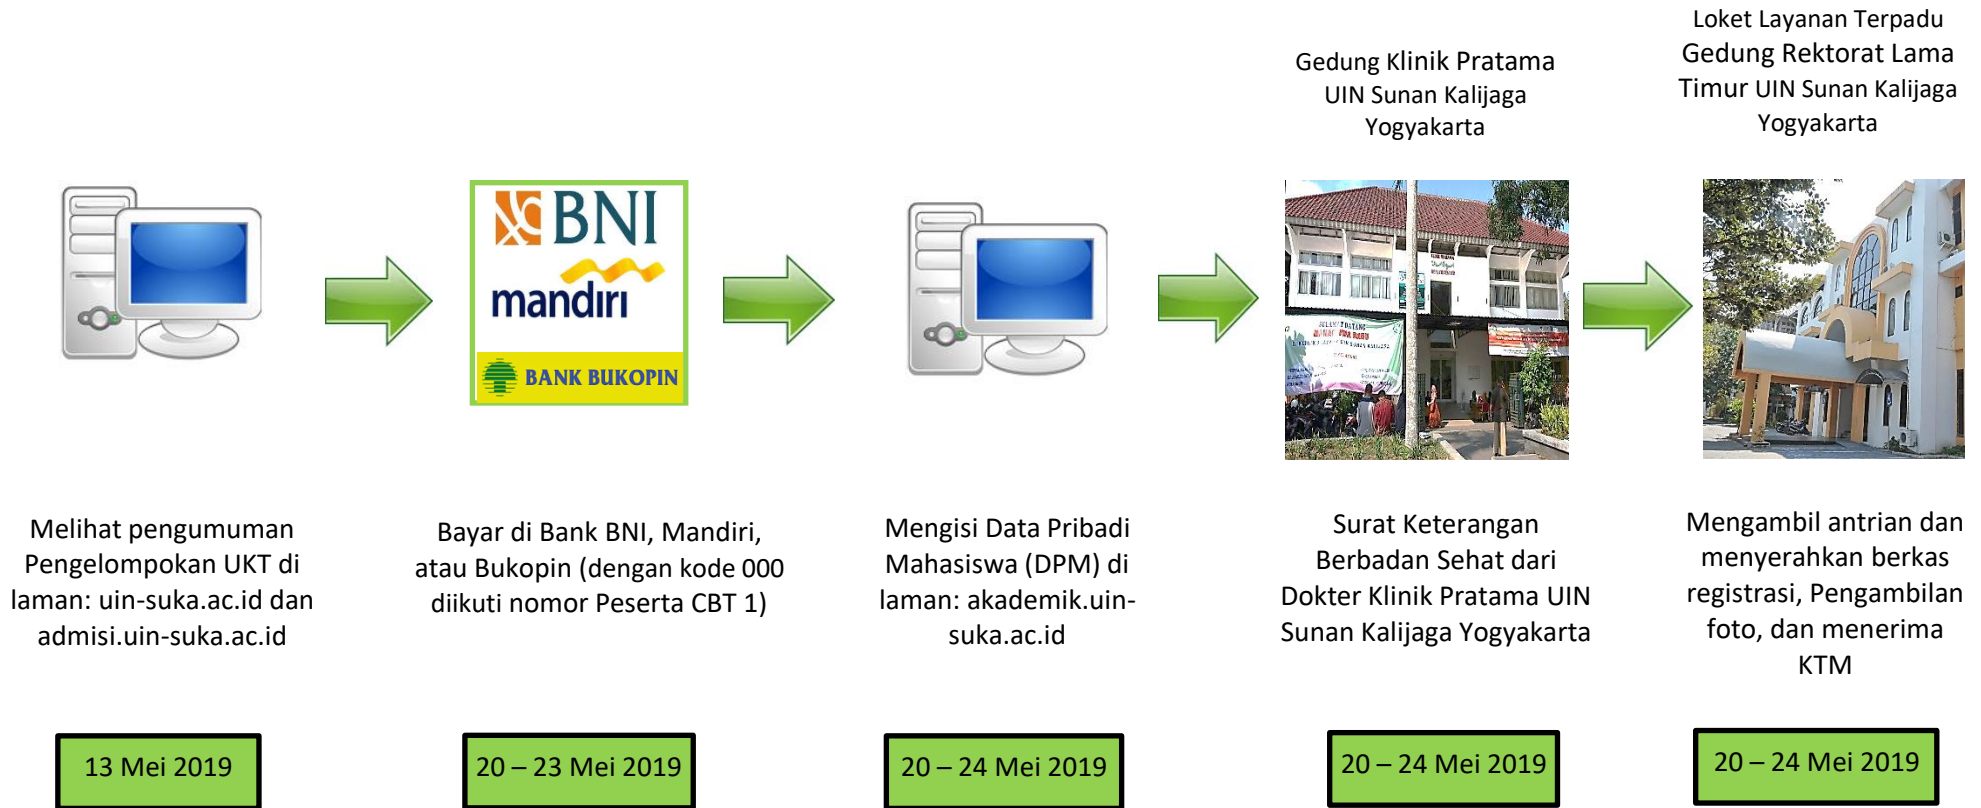 Gedung Klinik Pratama
UIN Sunan Kalijaga
Yogyakarta
Loket Layanan Terpadu
Gedung Rektorat Lama
Timur UIN Sunan Kalijaga
Yogyakarta
BNI
mandiri
BANK BUKOPIN
SELAMAT DATANG
Melihat pengumuman
Pengelompokan UKT di
laman: uin-suka.ac.id dan
admisi.uin-suka.ac.id
Bayar di Bank BNI, Mandiri,
atau Bukopin (dengan kode 000
diikuti nomor Peserta CBT 1)
Mengisi Data Pribadi
Mahasiswa (DPM) di
laman: akademik.uin-
suka.ac.id
Surat Keterangan
Berbadan Sehat dari
Dokter Klinik Pratama UIN
Sunan Kalijaga Yogyakarta
Mengambil antrian dan
menyerahkan berkas
registrasi, Pengambilan
foto, dan menerima
KTM
13 Mei 2019
20 – 23 Mei 2019
20 – 24 Mei 2019
20 – 24 Mei 2019
20 – 24 Mei 2019